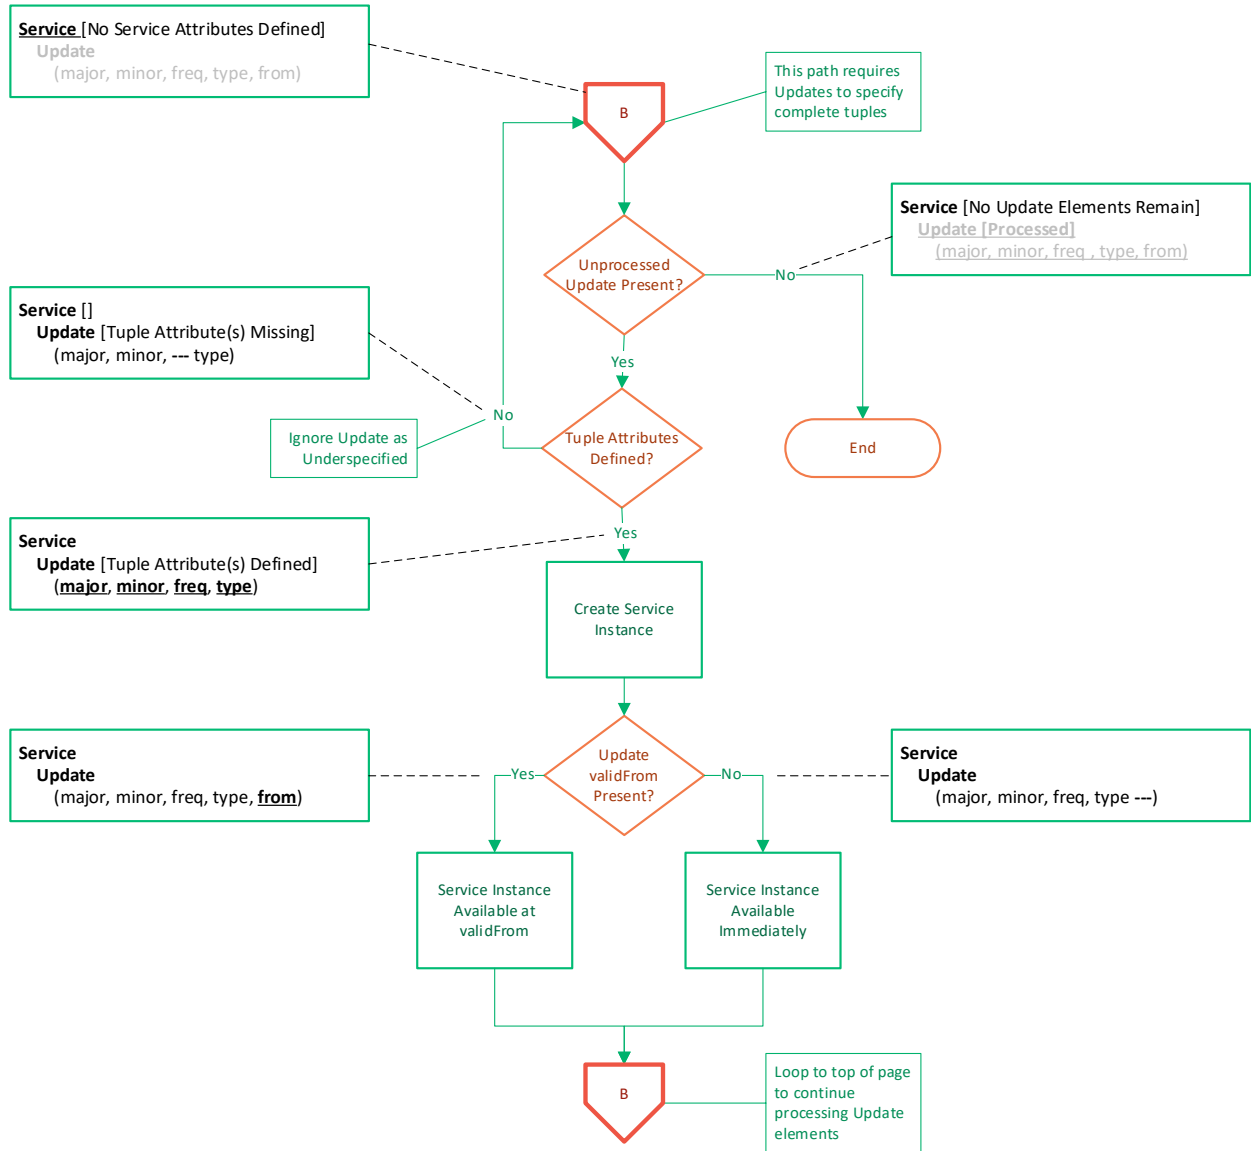 Service [No Service Attributes Defined]
Update
(major, minor, freq, type, from)
This path requires
Updates to specify
complete tuples
B
Service [No Update Elements Remain]
Update [Processed]
(major, minor, freq , type, from)
Unprocessed
Update Present?
No
Service []
Update [Tuple Attribute(s) Missing]
(major, minor, --- type)
Yes
No
Ignore Update as
Underspecified
Tuple Attributes
Defined?
End
Service
Update [Tuple Attribute(s) Defined]
(major, minor, freq, type)
Yes
Create Service
Instance
Service
Update
(major, minor, freq, type, from)
Yes
Update
validFrom
Present?
No
Service
Update
(major, minor, freq, type ---)
Service Instance
Available at
validFrom
Service Instance
Available
Immediately
B
Loop to top of page
to continue
processing Update
elements